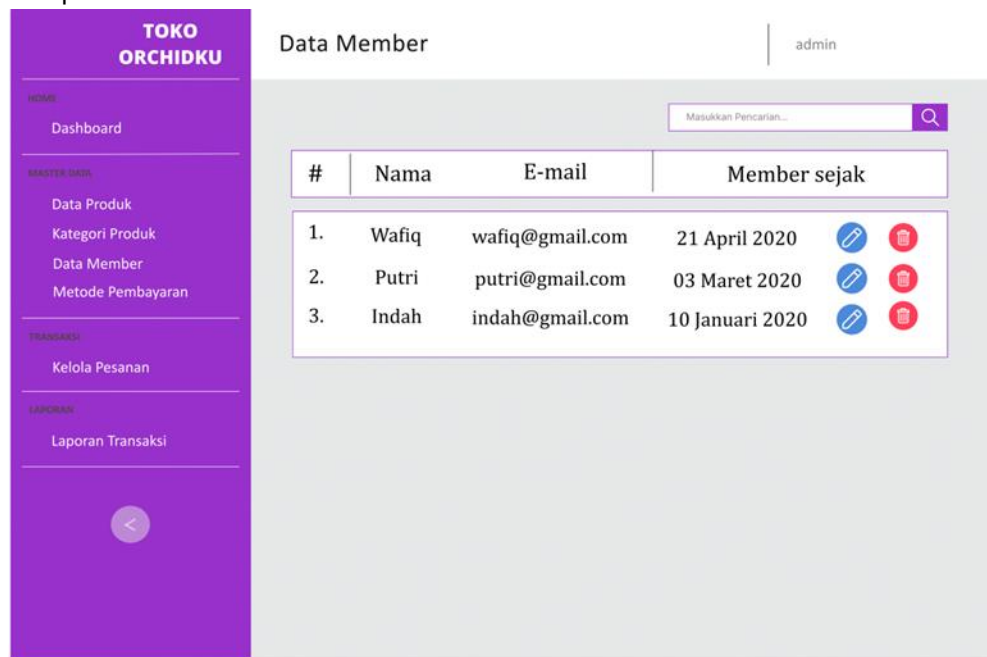 TOKO
ORCHIDKU
Data Member
admin
HOME
Dashboard
MASTER DATA
Data Produk
Kategori Produk
Data Member
Metode Pembayaran
TRANSAKSI
Kelola Pesanan
LAPORAN
Laporan Transaksi
<
Masukkan Pencarian...
# Nama E-mail Member sejak
1. Wafiq wafiq@gmail.com 21 April 2020
2. Putri putri@gmail.com 03 Maret 2020
3. Indah indah@gmail.com 10 Januari 2020